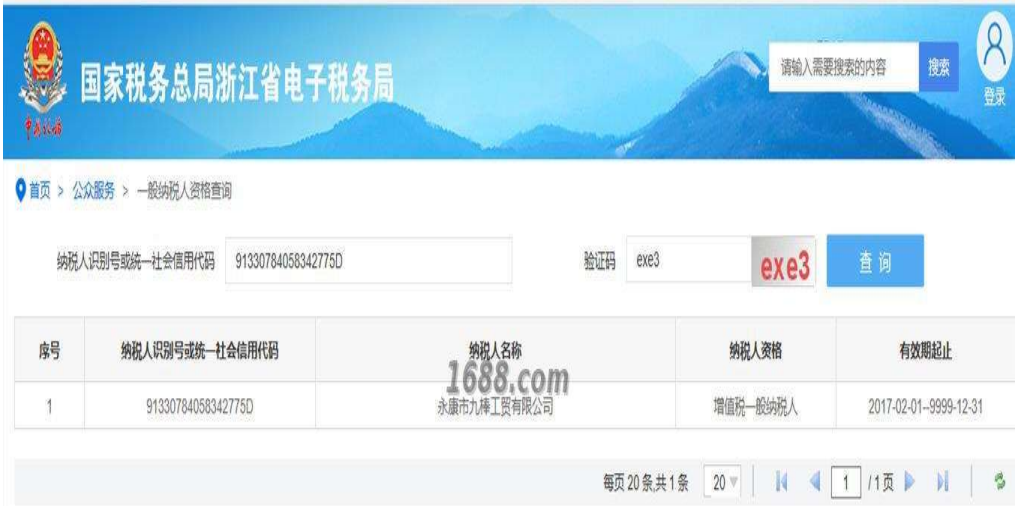 国家税务总局浙江省电子税务局
中国税务
请输入需要搜索的内容 搜索
登录
首页 > 公众服务 > 一般纳税人资格查询
纳税人识别号或统一社会信用代码 91330784058342775D 验证码 exe3 exe3 查询
序号 纳税人识别号或统一社会信用代码 纳税人名称 纳税人资格 有效期起止
1688.com
1 91330784058342775D 永康市九棒工贸有限公司 增值税一般纳税人 2017-02-01--9999-12-31
每页 20 条,共 1 条 20 1 / 1 页